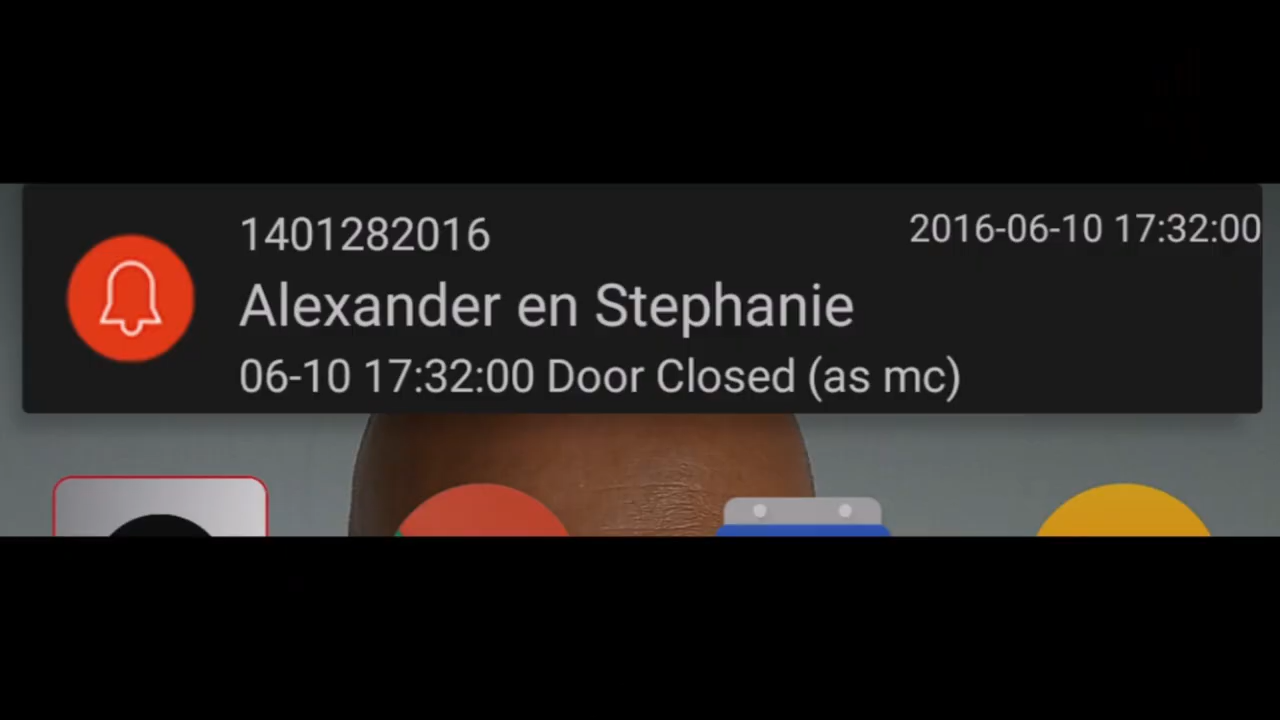 1401282016
2016-06-10 17:32:00
Alexander en Stephanie
06-10 17:32:00 Door Closed (as mc)